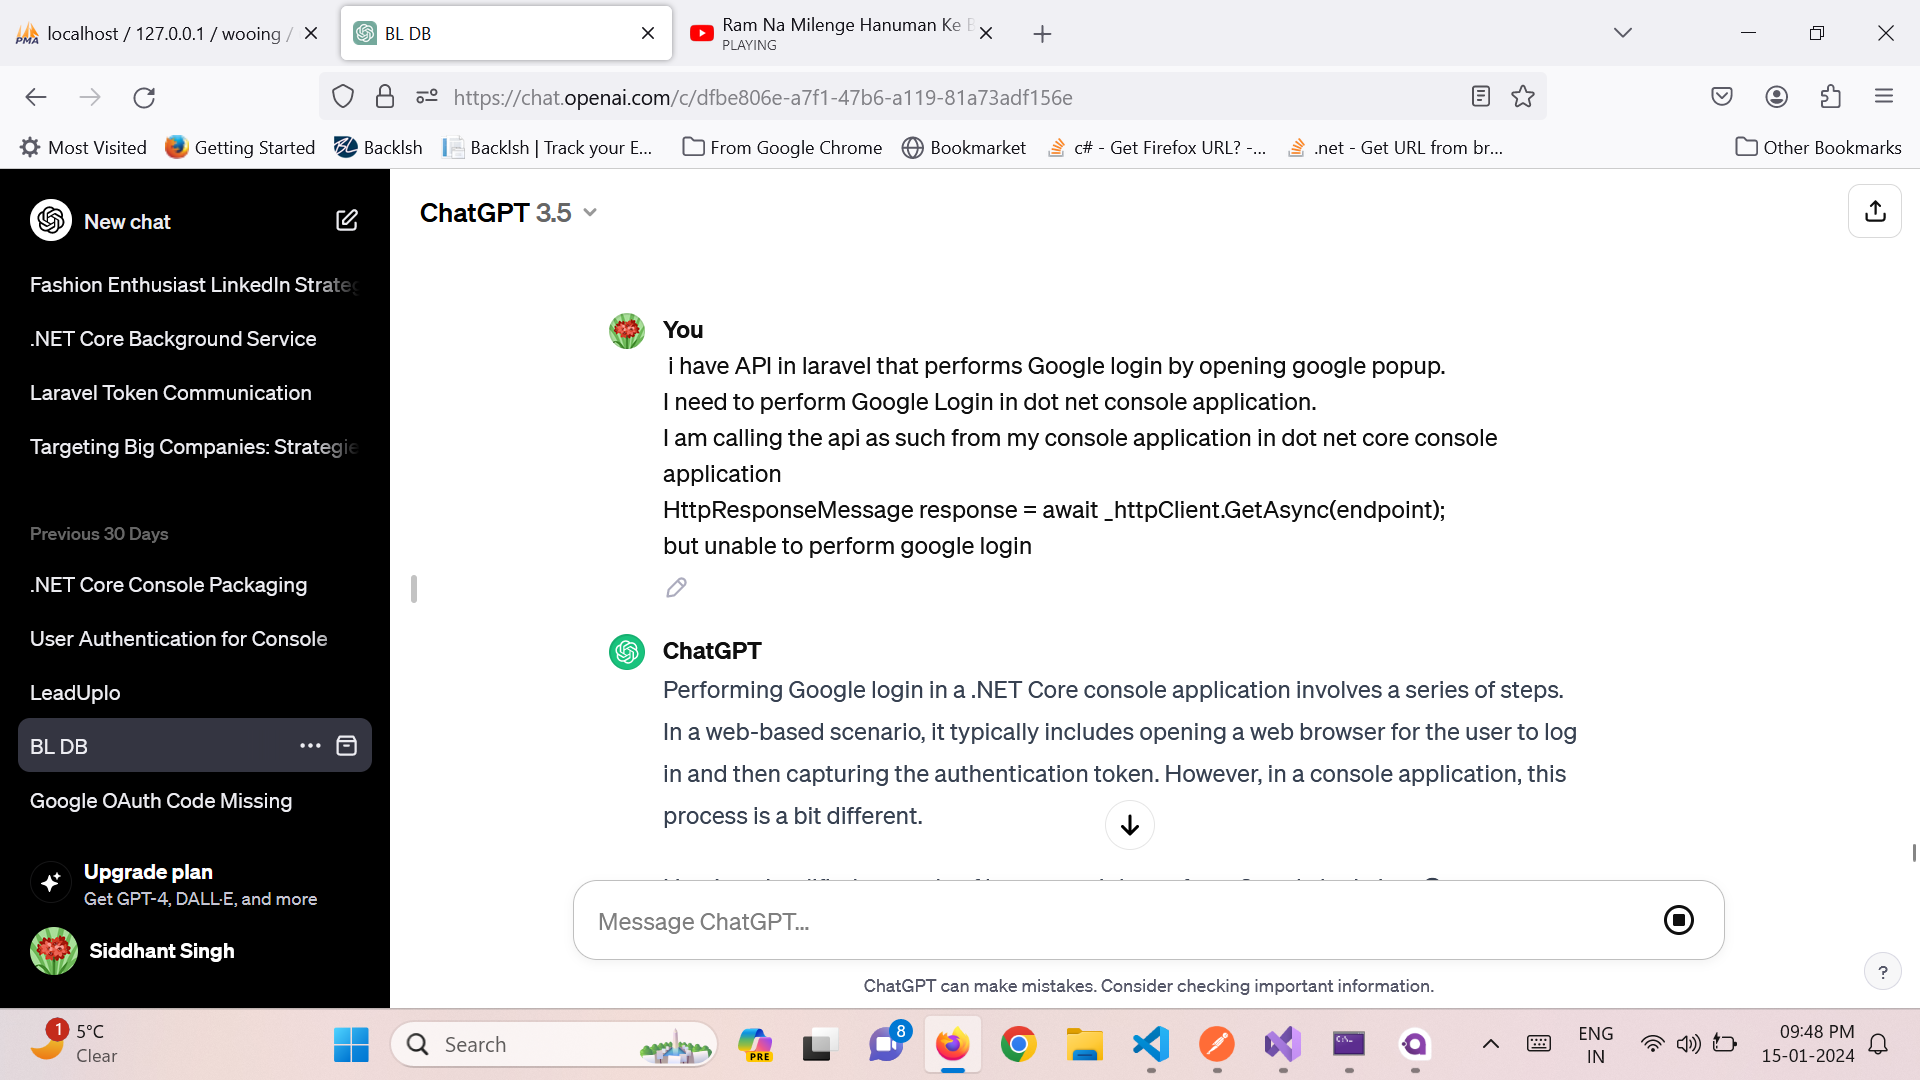 localhost / 127.0.0.1 / wooing /
BL DB
Ram Na Milenge Hanuman Ke B
PLAYING
https://chat.openai.com/c/dfbe806e-a7f1-47b6-a119-81a73adf156e
Most Visited
Getting Started
Backlsh
Backlsh | Track your E...
From Google Chrome
Bookmarket
c# - Get Firefox URL? -...
.net - Get URL from br...
Other Bookmarks
New chat
Fashion Enthusiast LinkedIn Strateg
.NET Core Background Service
Laravel Token Communication
Targeting Big Companies: Strategie
Previous 30 Days
.NET Core Console Packaging
User Authentication for Console
LeadUplo
BL DB
Google OAuth Code Missing
Upgrade plan
Get GPT-4, DALL·E, and more
Siddhant Singh
ChatGPT 3.5
You
i have API in laravel that performs Google login by opening google popup.
I need to perform Google Login in dot net console application.
I am calling the api as such from my console application in dot net core console
application
HttpResponseMessage response = await _httpClient.GetAsync(endpoint);
but unable to perform google login
ChatGPT
Performing Google login in a .NET Core console application involves a series of steps.
In a web-based scenario, it typically includes opening a web browser for the user to log
in and then capturing the authentication token. However, in a console application, this
process is a bit different.
Message ChatGPT...
ChatGPT can make mistakes. Consider checking important information.
?
1
5°C
Clear
Search
PRE
8
ENG
IN
09:48 PM
15-01-2024